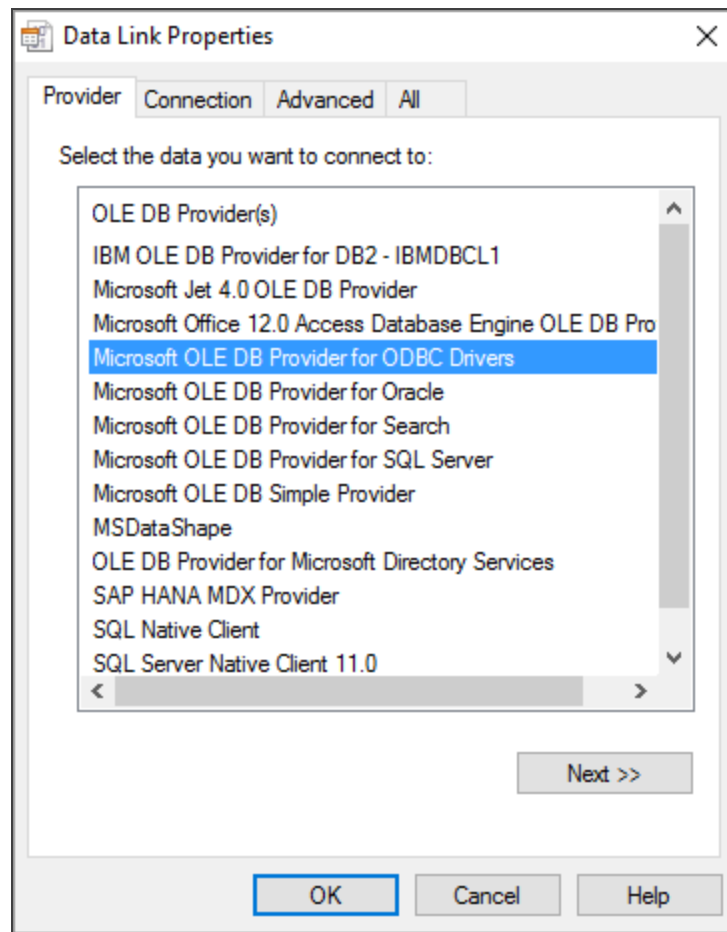 Data Link Properties
Provider Connection Advanced All
Select the data you want to connect to:
OLE DB Provider(s)
IBM OLE DB Provider for DB2 - IBMDBCL1
Microsoft Jet 4.0 OLE DB Provider
Microsoft Office 12.0 Access Database Engine OLE DB Pro
Microsoft OLE DB Provider for ODBC Drivers
Microsoft OLE DB Provider for Oracle
Microsoft OLE DB Provider for Search
Microsoft OLE DB Provider for SQL Server
Microsoft OLE DB Simple Provider
MSDataShape
OLE DB Provider for Microsoft Directory Services
SAP HANA MDX Provider
SQL Native Client
SQL Server Native Client 11.0
Next >>
OK Cancel Help